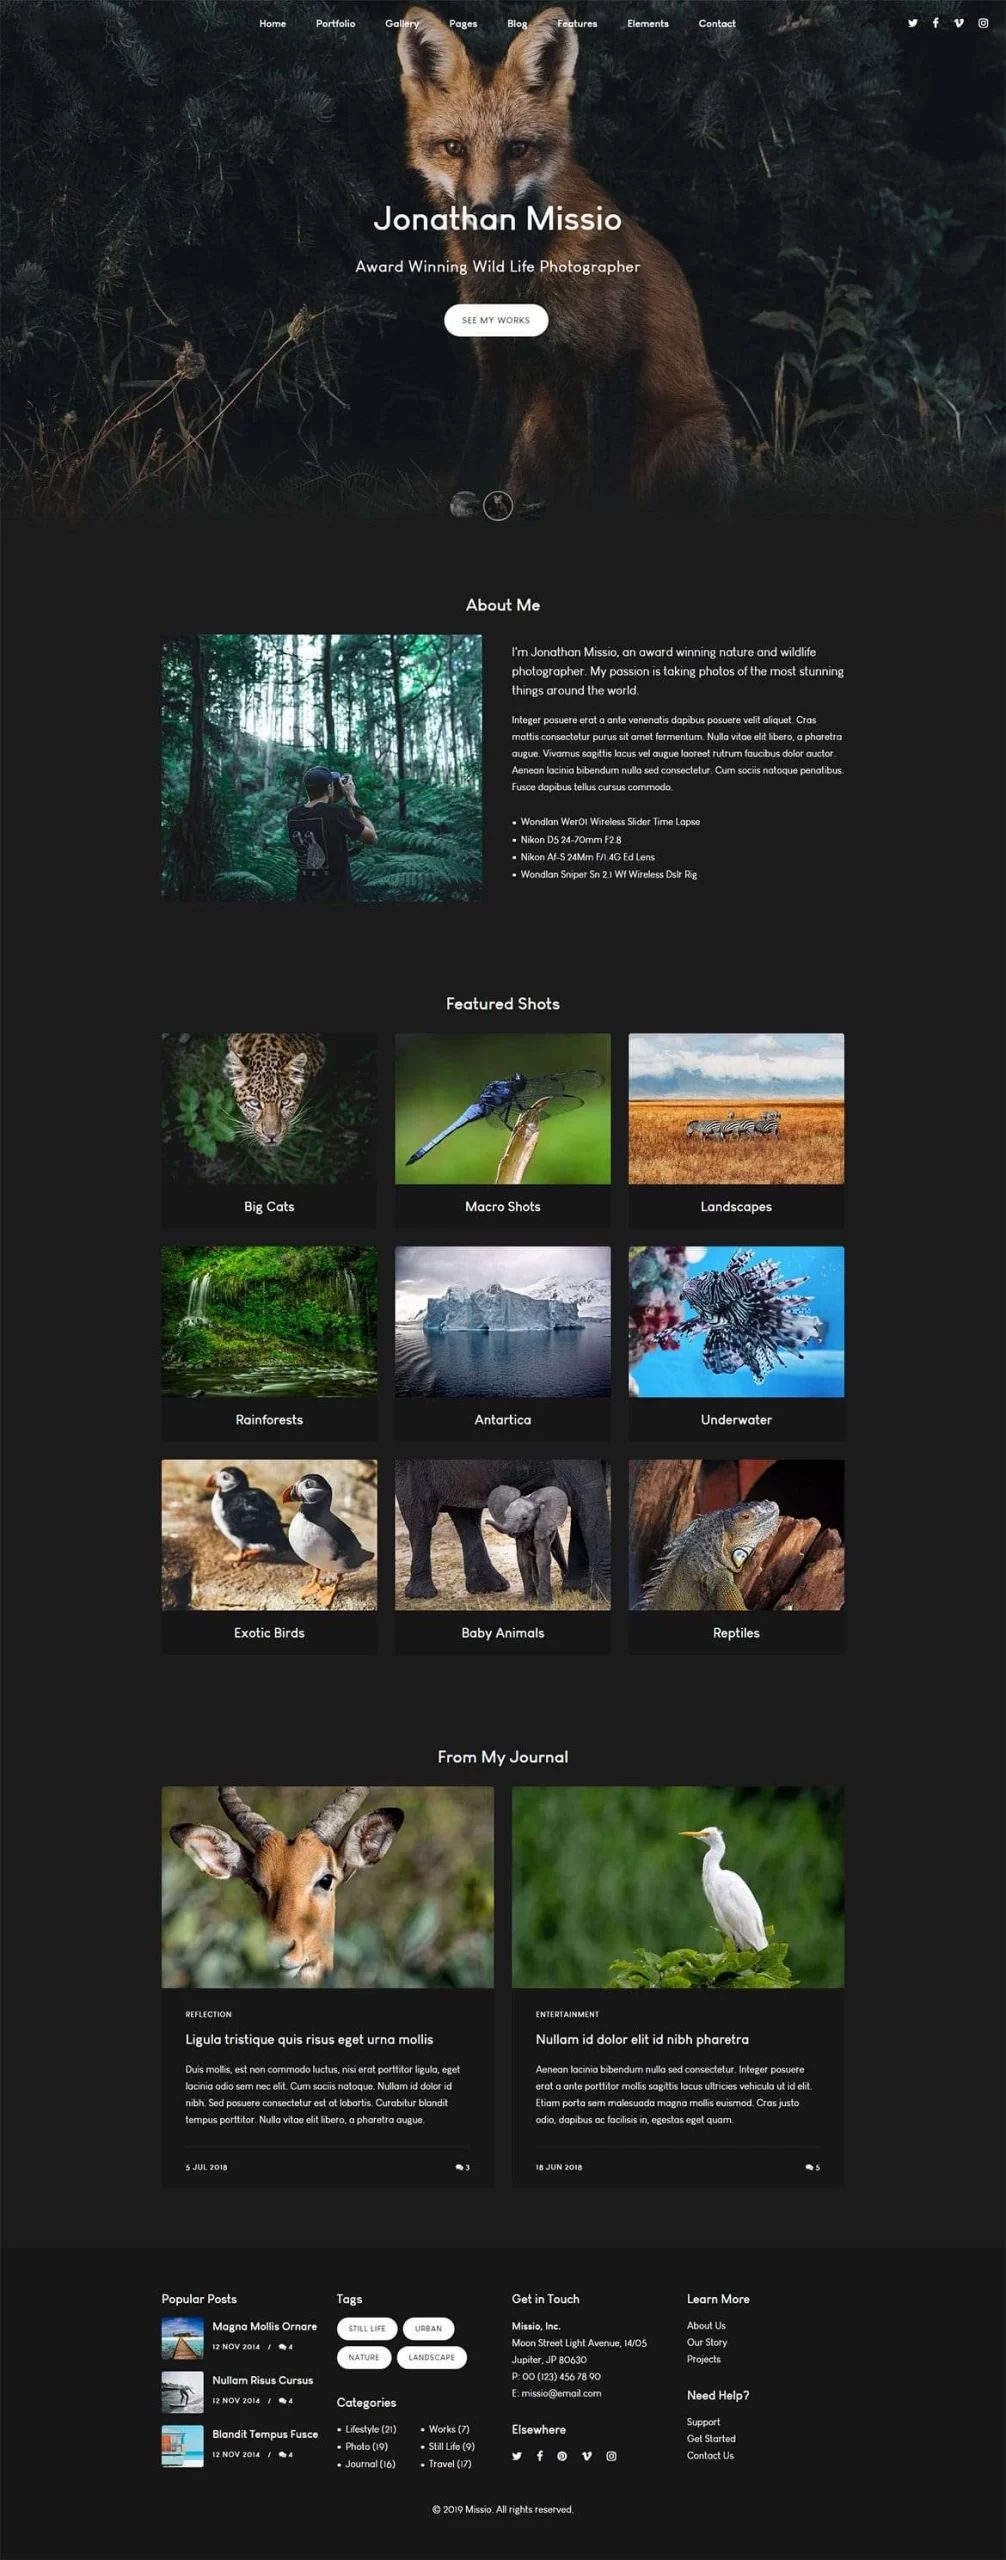 Home Portfolio Gallery Pages Blog Features Elements Contact
Jonathan Missio
Award Winning Wild Life Photographer
SEE MY WORKS
About Me
I'm Jonathan Missio, an award winning nature and wildlife
photographer. My passion is taking photos of the most stunning
things around the world.
Integer posuere erat a ante venenatis dapibus posuere velit aliquet. Cras
mattis consectetur purus sit amet fermentum. Nulla vitae elit libero, a pharetra
augue. Vivamus sagittis lacus vel augue laoreet rutrum faucibus dolor auctor.
Aenean lacinia bibendum nulla sed consectetur. Cum sociis natoque penatibus.
Fusce dapibus tellus cursus commodo.
• Wondlan Wer01 Wireless Slider Time Lapse
• Nikon D5 24-70mm F2.8
• Nikon Af-S 24Mm F/1.4G Ed Lens
• Wondlan Sniper Sn 2.1 Wf Wireless Dslr Rig
Featured Shots
Big Cats
Macro Shots
Landscapes
Rainforests
Antartica
Underwater
Exotic Birds
Baby Animals
Reptiles
From My Journal
REFLECTION
Ligula tristique quis risus eget urna mollis
Duis mollis, est non commodo luctus, nisi erat porttitor ligula, eget
lacinia odio sem nec elit. Cum sociis natoque. Nullam id dolor id
nibh. Sed posuere consectetur est at lobortis. Curabitur blandit
tempus porttitor. Nulla vitae elit libero, a pharetra augue.
5 JUL 2018 3
ENTERTAINMENT
Nullam id dolor elit id nibh pharetra
Aenean lacinia bibendum nulla sed consectetur. Integer posuere
erat a ante porttitor mollis sagittis lacus ultricies vehicula ut id elit.
Etiam porta sem malesuada magna mollis euismod. Cras justo
odio, dapibus ac facilisis in, egestas eget quam.
18 JUN 2018 5
Popular Posts
Magna Mollis Ornare
12 NOV 2014 / 4
Nullam Risus Cursus
12 NOV 2014 / 4
Blandit Tempus Fusce
12 NOV 2014 / 4
Tags
STILL LIFE URBAN
NATURE LANDSCAPE
Categories
• Lifestyle (21) • Works (7)
• Photo (19) • Still Life (9)
• Journal (16) • Travel (17)
Get in Touch
Missio, Inc.
Moon Street Light Avenue, 14/05
Jupiter, JP 80630
P: 00 (123) 456 78 90
E: missio@email.com
Elsewhere
Learn More
About Us
Our Story
Projects
Need Help?
Support
Get Started
Contact Us
© 2019 Missio. All rights reserved.